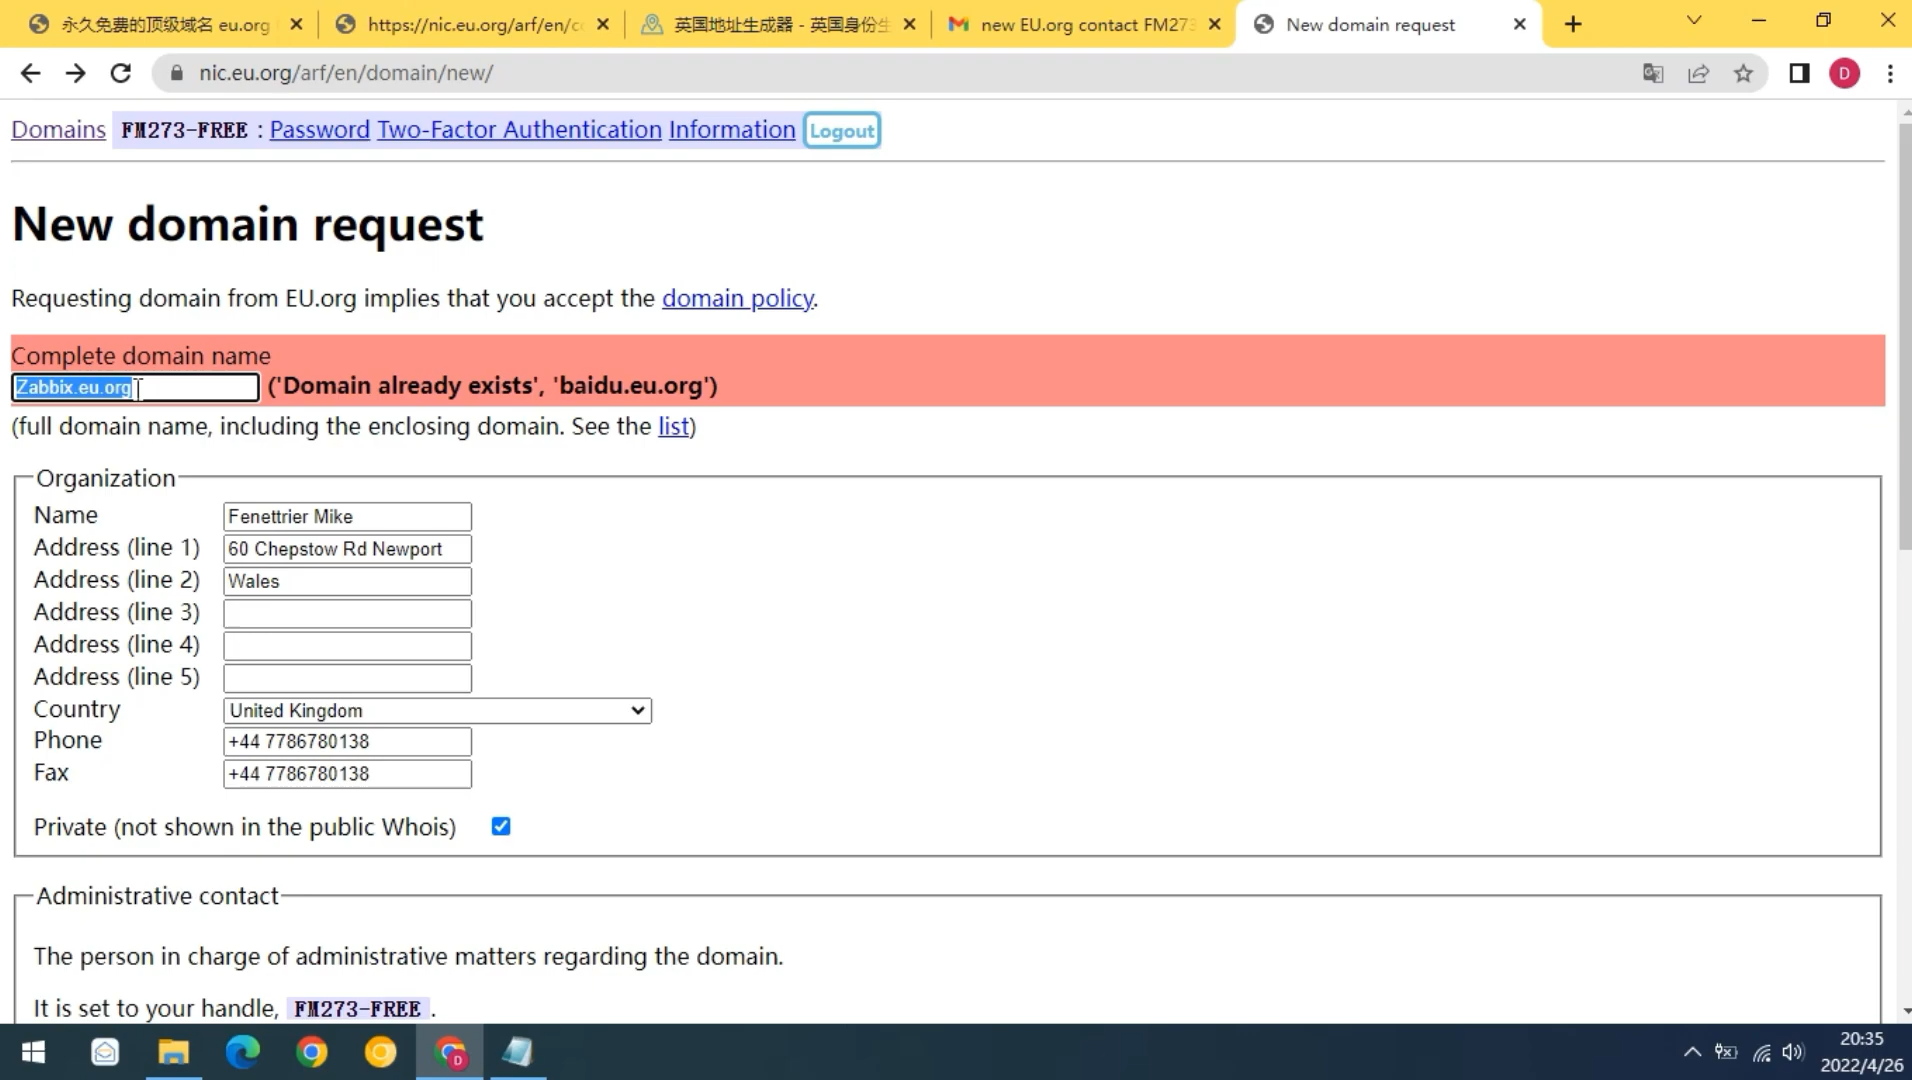 永久免费的顶级域名 eu.org
https://nic.eu.org/arf/en/c
英国地址生成器 - 英国身份生
new EU.org contact FM273
New domain request
nic.eu.org/arf/en/domain/new/
D
Domains FM273-FREE : Password Two-Factor Authentication Information Logout
New domain request
Requesting domain from EU.org implies that you accept the domain policy.
Complete domain name
Zabbix.eu.org ('Domain already exists', 'baidu.eu.org')
(full domain name, including the enclosing domain. See the list)
Organization
Name Fenettrier Mike
Address (line 1) 60 Chepstow Rd Newport
Address (line 2) Wales
Address (line 3)
Address (line 4)
Address (line 5)
Country United Kingdom
Phone +44 7786780138
Fax +44 7786780138
Private (not shown in the public Whois)
Administrative contact
The person in charge of administrative matters regarding the domain.
It is set to your handle, FM273-FREE .
D
20:35
2022/4/26